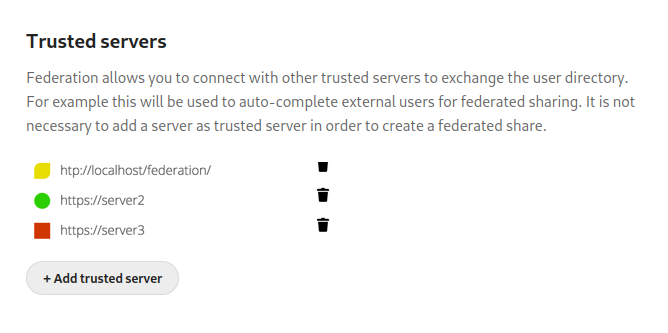 Trusted servers
Federation allows you to connect with other trusted servers to exchange the user directory.
For example this will be used to auto-complete external users for federated sharing. It is not
necessary to add a server as trusted server in order to create a federated share.
htp://localhost/federation/
https://server2
https://server3
+ Add trusted server